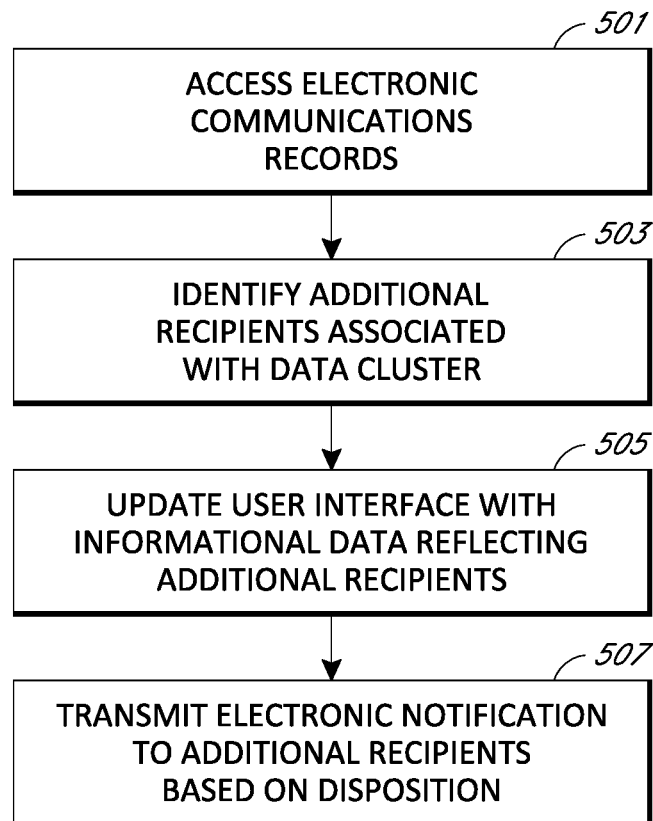 501
ACCESS ELECTRONIC
COMMUNICATIONS
RECORDS
503
IDENTIFY ADDITIONAL
RECIPIENTS ASSOCIATED
WITH DATA CLUSTER
505
UPDATE USER INTERFACE WITH
INFORMATIONAL DATA REFLECTING
ADDITIONAL RECIPIENTS
507
TRANSMIT ELECTRONIC NOTIFICATION
TO ADDITIONAL RECIPIENTS
BASED ON DISPOSITION